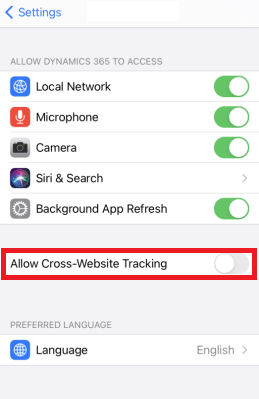 Settings
ALLOW DYNAMICS 365 TO ACCESS
Local Network
Microphone
Camera
Siri & Search
Background App Refresh
Allow Cross-Website Tracking
PREFERRED LANGUAGE
Language English